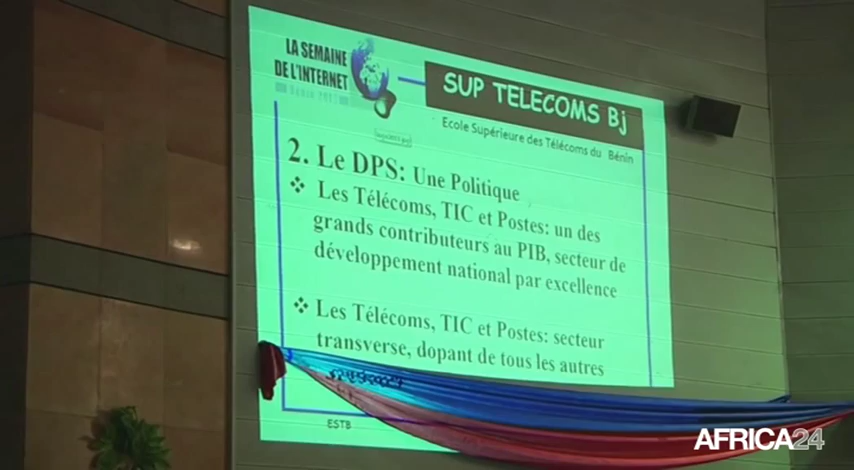 LA SEMAINE
DE L'INTERNET
SUP TELECOMS Bj
Ecole Supérieure des Télécoms du Bénin
2. Le DPS: Une Politique
❖ Les Télécoms, TIC et Postes: un des
grands contributeurs au PIB, secteur de
développement national par excellence
❖ Les Télécoms, TIC et Postes: secteur
transverse, dopant de tous les autres
ESTB
AFRICA24